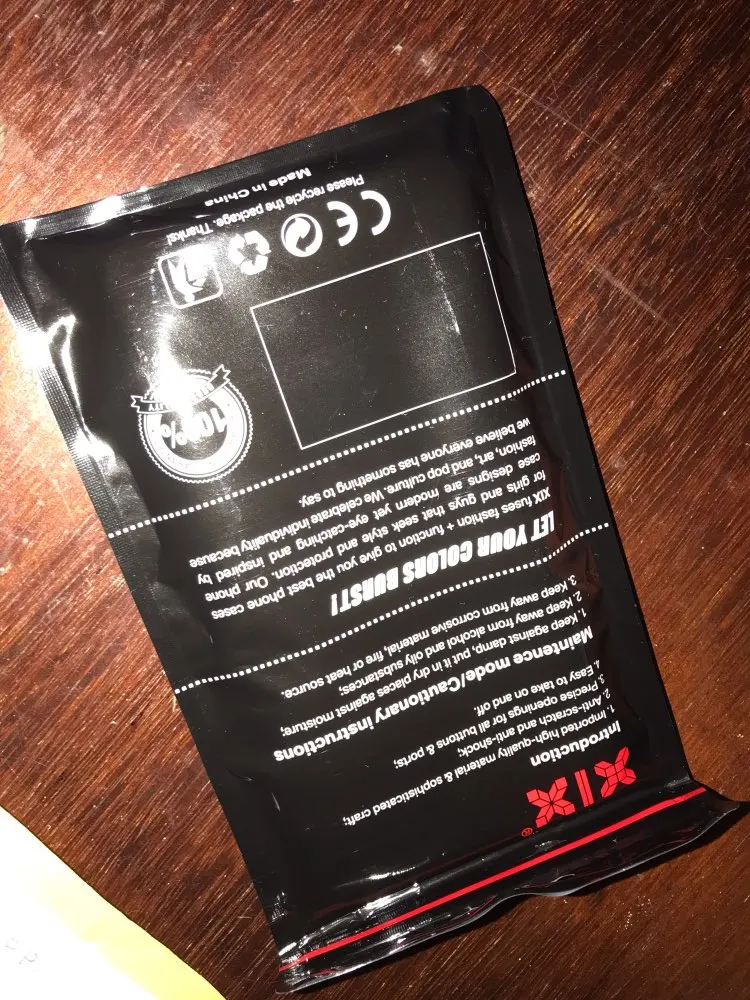 XIX®
Introduction
1. Imported high-quality material & sophisticated craft;
2. Anti-scratch and anti-shock;
3. Precise openings for all buttons & ports;
4. Easy to take on and off.
Maintence mode/Cautionary instructions
1. Keep against damp, put it in dry places against moisture;
2. Keep away from alcohol and oily substances;
3. Keep away from corrosive material, fire or heat source.
LET YOUR COLORS BURST!
XIX fuses fashion + function to give you the best phone cases
for girls and guys that seek style and protection. Our phone
case designs are modern yet eye-catching and inspired by
fashion, art, and pop culture. We celebrate individuality because
we believe everyone has something to say.
100%
CE
Please recycle the package. Thanks!
Made in China